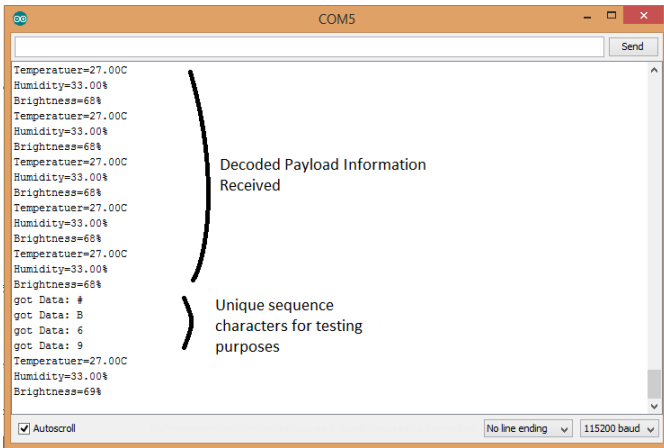 COM5
Send
Temperatuer=27.00C
Humidity=33.00%
Brightness=68%
Temperatuer=27.00C
Humidity=33.00%
Brightness=68%
Temperatuer=27.00C
Humidity=33.00%
Brightness=68%
Temperatuer=27.00C
Humidity=33.00%
Brightness=68%
Temperatuer=27.00C
Humidity=33.00%
Brightness=68%
got Data: #
got Data: B
got Data: 6
got Data: 9
Temperatuer=27.00C
Humidity=33.00%
Brightness=69%
Decoded Payload Information
Received
Unique sequence
characters for testing
purposes
Autoscroll
No line ending
115200 baud